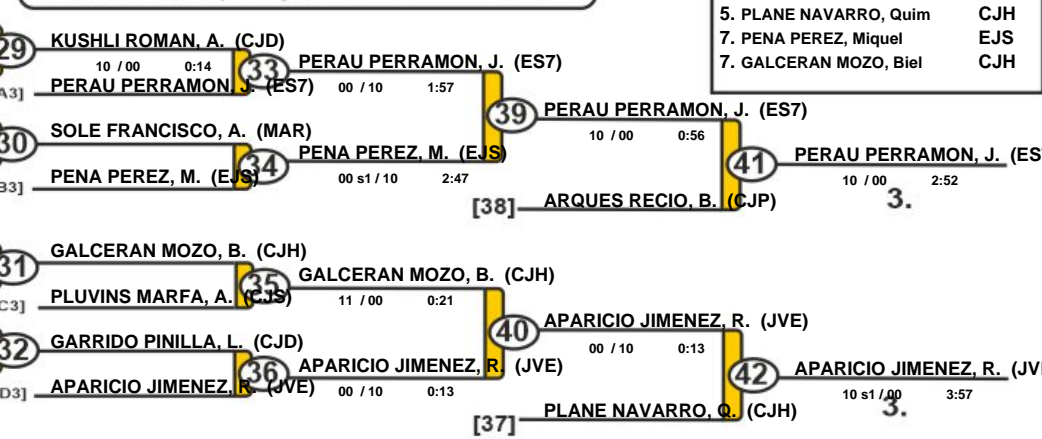 5. PLANE NAVARRO, Quim CJH
7. PENA PEREZ, Miquel EJS
7. GALCERAN MOZO, Biel CJH
29 KUSHLI ROMAN, A. (CJD)
10 / 00 0:14
A3] PERAU PERRAMON, J. (ES7)
33 PERAU PERRAMON, J. (ES7)
00 / 10 1:57
30 SOLE FRANCISCO, A. (MAR)
B3] PENA PEREZ, M. (EJS)
34 PENA PEREZ, M. (EJS)
00 s1 / 10 2:47
39 PERAU PERRAMON, J. (ES7)
10 / 00 0:56
[38] ARQUES RECIO, B. (CJP)
41 PERAU PERRAMON, J. (ES
10 / 00 2:52
3.
31 GALCERAN MOZO, B. (CJH)
C3] PLUVINS MARFA, A. (CJS)
35 GALCERAN MOZO, B. (CJH)
11 / 00 0:21
32 GARRIDO PINILLA, L. (CJD)
D3] APARICIO JIMENEZ, R. (JVE)
36 APARICIO JIMENEZ, R. (JVE)
00 / 10 0:13
40 APARICIO JIMENEZ, R. (JVE)
00 / 10 0:13
[37] PLANE NAVARRO, Q. (CJH)
42 APARICIO JIMENEZ, R. (JV
10 s1 / 00 3:57
3.